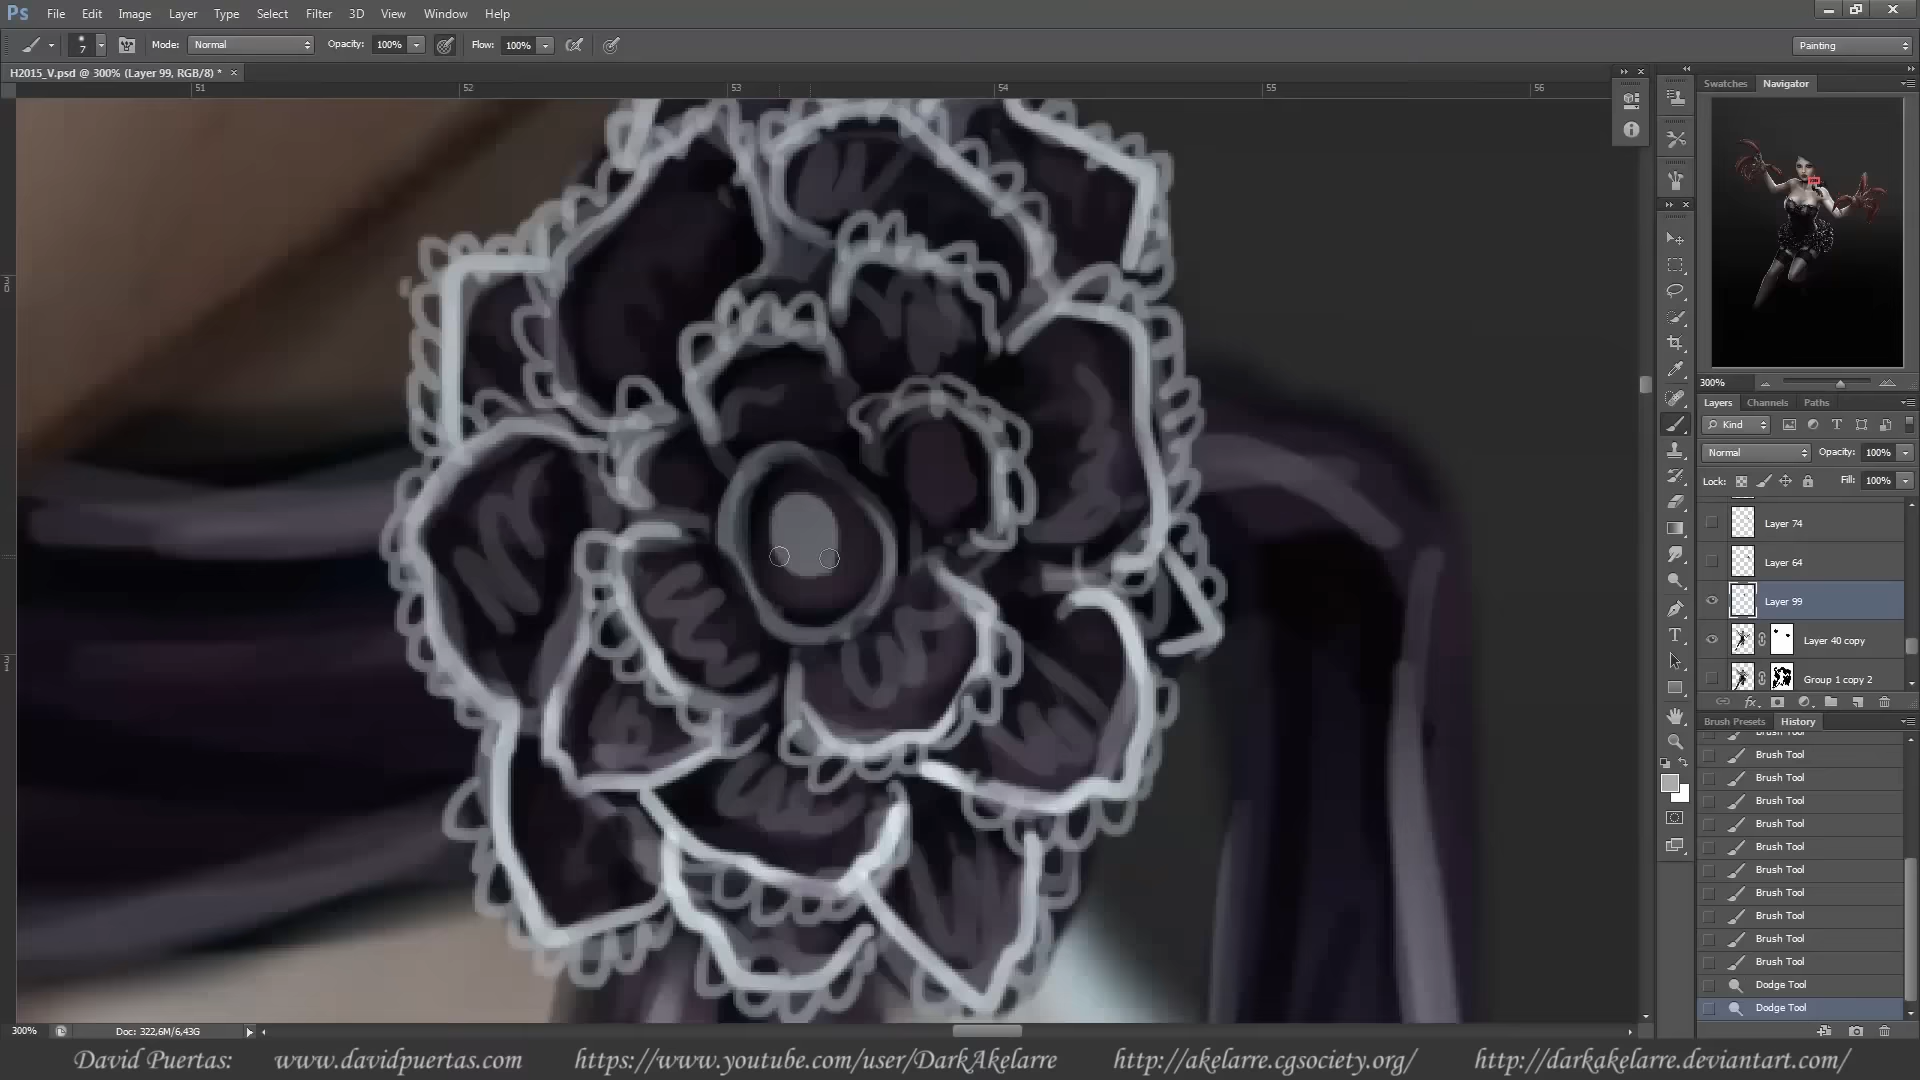 Ps File Edit Image Layer Type Select Filter 3D View Window Help
7 Mode: Normal Opacity: 100% Flow: 100% Painting
H2015_V.psd @ 300% (Layer 99, RGB/8) * ×
51 52 53 54 55 56
30
31
Swatches Navigator
300%
Layers Channels Paths
Kind
Normal Opacity: 100%
Lock: Fill: 100%
Layer 74
Layer 64
Layer 99
Layer 40 copy
Group 1 copy 2
Brush Presets History
Brush Tool
Brush Tool
Brush Tool
Brush Tool
Brush Tool
Brush Tool
Brush Tool
Brush Tool
Brush Tool
Brush Tool
Brush Tool
Dodge Tool
Dodge Tool
300% Doc: 322,6M/6,43G
David Puertas: www.davidpuertas.com https://www.youtube.com/user/DarkAkelarre http://akelarre.cgsociety.org/ http://darkakelarre.deviantart.com/